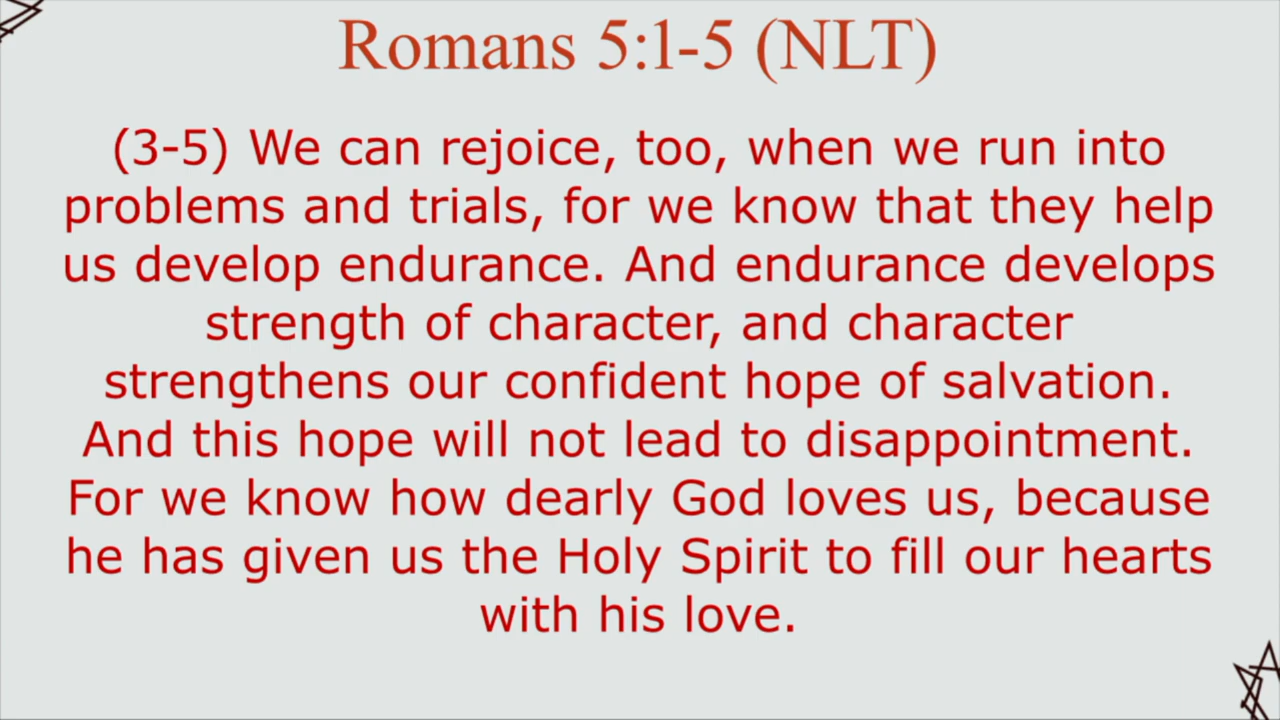 Romans 5:1-5 (NLT)
(3-5) We can rejoice, too, when we run into
problems and trials, for we know that they help
us develop endurance. And endurance develops
strength of character, and character
strengthens our confident hope of salvation.
And this hope will not lead to disappointment.
For we know how dearly God loves us, because
he has given us the Holy Spirit to fill our hearts
with his love.